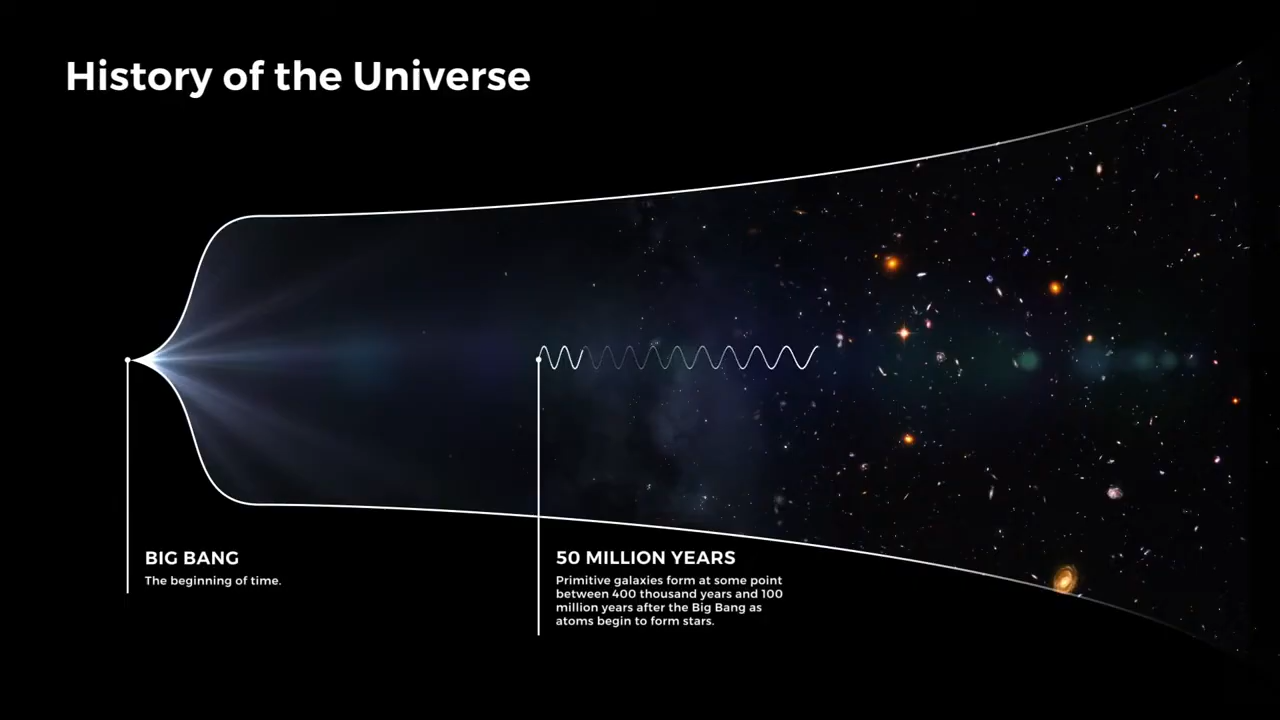 History of the Universe
BIG BANG
The beginning of time.
50 MILLION YEARS
Primitive galaxies form at some point
between 400 thousand years and 100
million years after the Big Bang as
atoms begin to form stars.